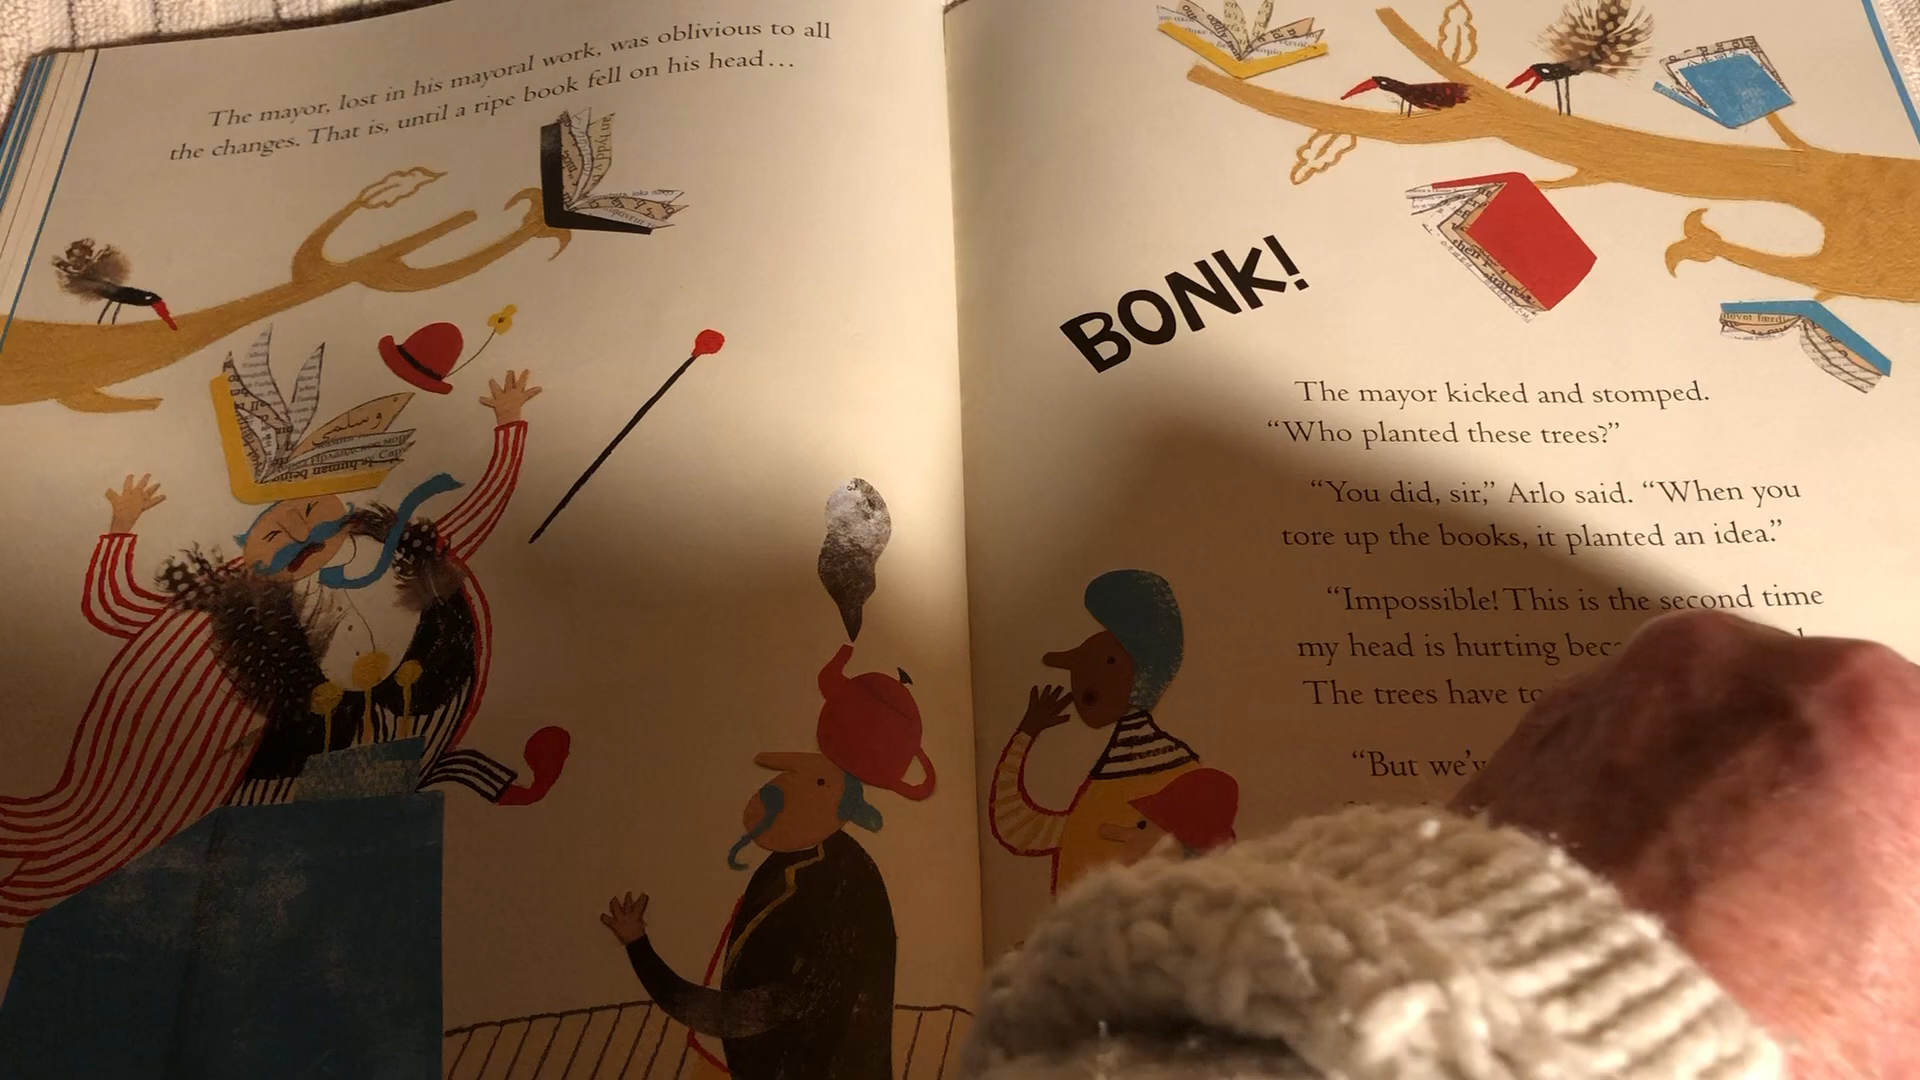 The mayor, lost in his mayoral work, was oblivious to all
the changes. That is, until a ripe book fell on his head…
BONK!
The mayor kicked and stomped.
“Who planted these trees?”
“You did, sir,” Arlo said. “When you
tore up the books, it planted an idea.”
“Impossible! This is the second time
my head is hurting
The trees have to
“But we’v